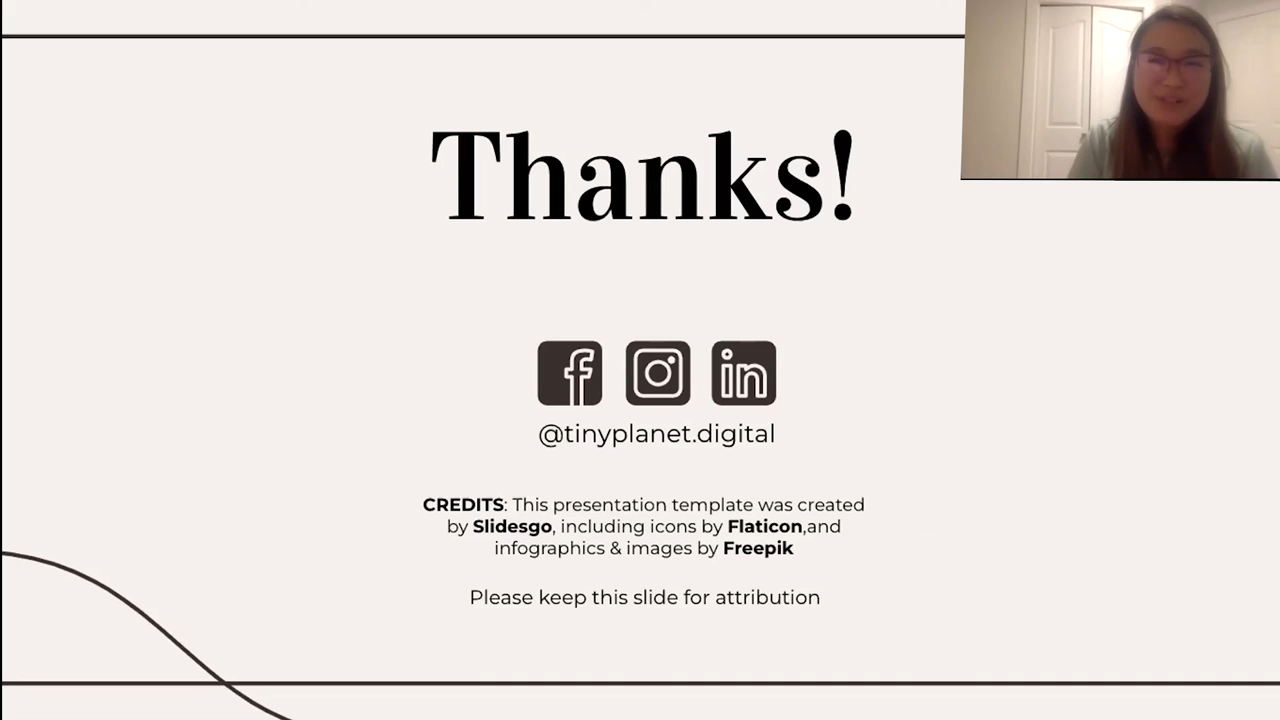 Thanks!
@tinyplanet.digital
CREDITS: This presentation template was created
by Slidesgo, including icons by Flaticon,and
infographics & images by Freepik
Please keep this slide for attribution